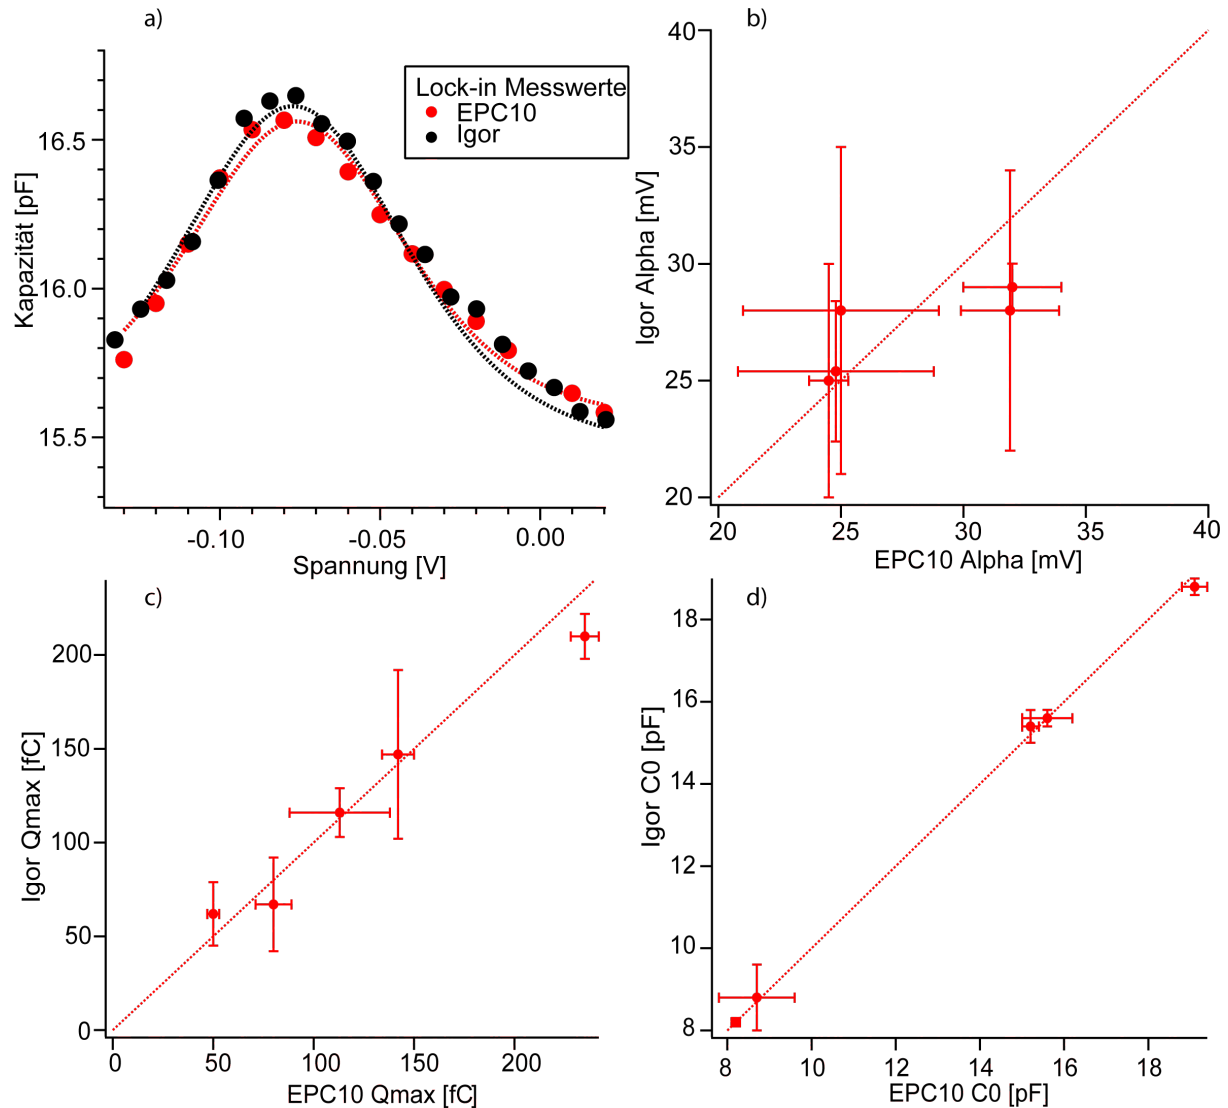 a)
Lock-in Messwerte
EPC10
Igor
Kapazität [pF]
16.5
16.0
15.5
-0.10
-0.05
0.00
Spannung [V]
b)
Igor Alpha [mV]
40
35
30
25
20
20
25
30
35
40
EPC10 Alpha [mV]
c)
Igor Qmax [fC]
200
150
100
50
0
0
50
100
150
200
EPC10 Qmax [fC]
d)
Igor C0 [pF]
18
16
14
12
10
8
8
10
12
14
16
18
EPC10 C0 [pF]